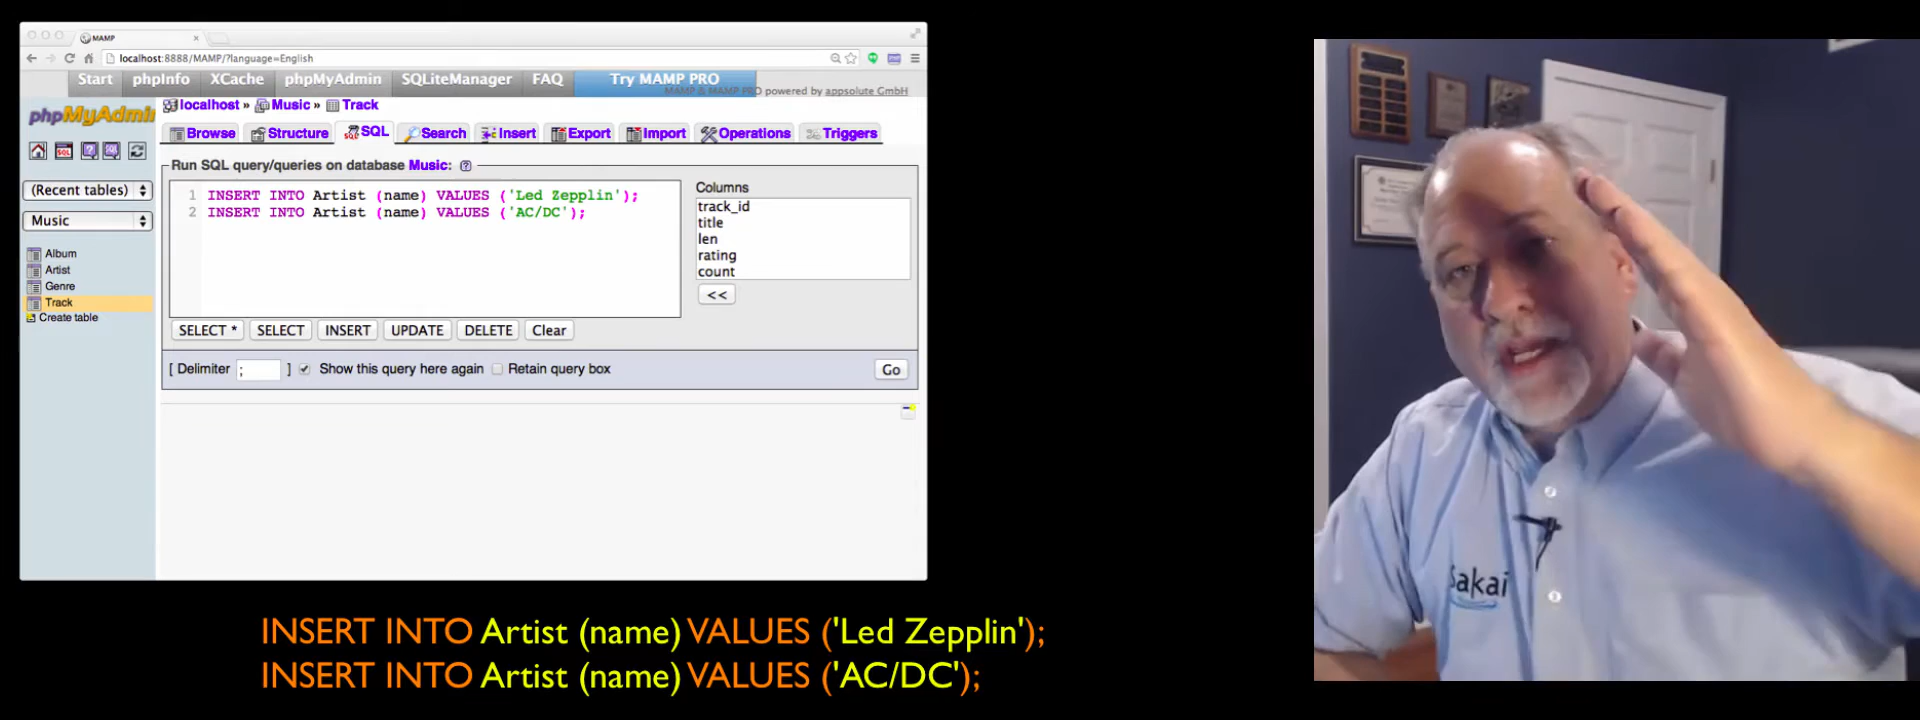 MAMP
localhost:8888/MAMP/?language=English
Start phpInfo XCache phpMyAdmin SQLiteManager FAQ Try MAMP PRO
MAMP & MAMP PRO powered by appsolute GmbH
phpMyAdmin
localhost » Music » Track
Browse Structure SQL Search Insert Export Import Operations Triggers
Run SQL query/queries on database Music:
(Recent tables)
Music
Album
Artist
Genre
Track
Create table
1 INSERT INTO Artist (name) VALUES ('Led Zepplin');
2 INSERT INTO Artist (name) VALUES ('AC/DC');
Columns
track_id
title
len
rating
count
<<
SELECT * SELECT INSERT UPDATE DELETE Clear
[ Delimiter ; ] Show this query here again Retain query box Go
INSERT INTO Artist (name) VALUES ('Led Zepplin');
INSERT INTO Artist (name) VALUES ('AC/DC');
Sakai